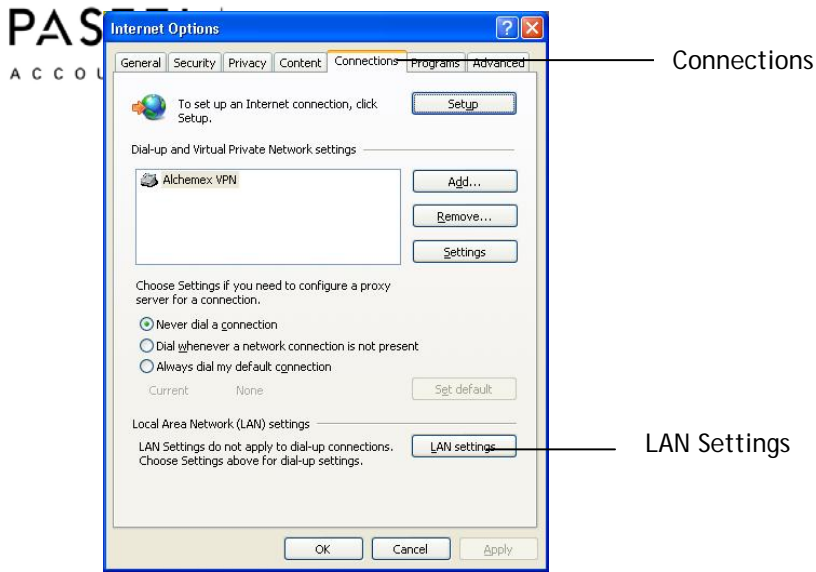 Internet Options
General Security Privacy Content Connections Programs Advanced
Connections
To set up an Internet connection, click
Setup.
Setup
Dial-up and Virtual Private Network settings
Alchemex VPN
Add...
Remove...
Settings
Choose Settings if you need to configure a proxy
server for a connection.
Never dial a connection
Dial whenever a network connection is not present
Always dial my default connection
Current None
Set default
Local Area Network (LAN) settings
LAN Settings do not apply to dial-up connections.
Choose Settings above for dial-up settings.
LAN settings
LAN Settings
OK Cancel Apply